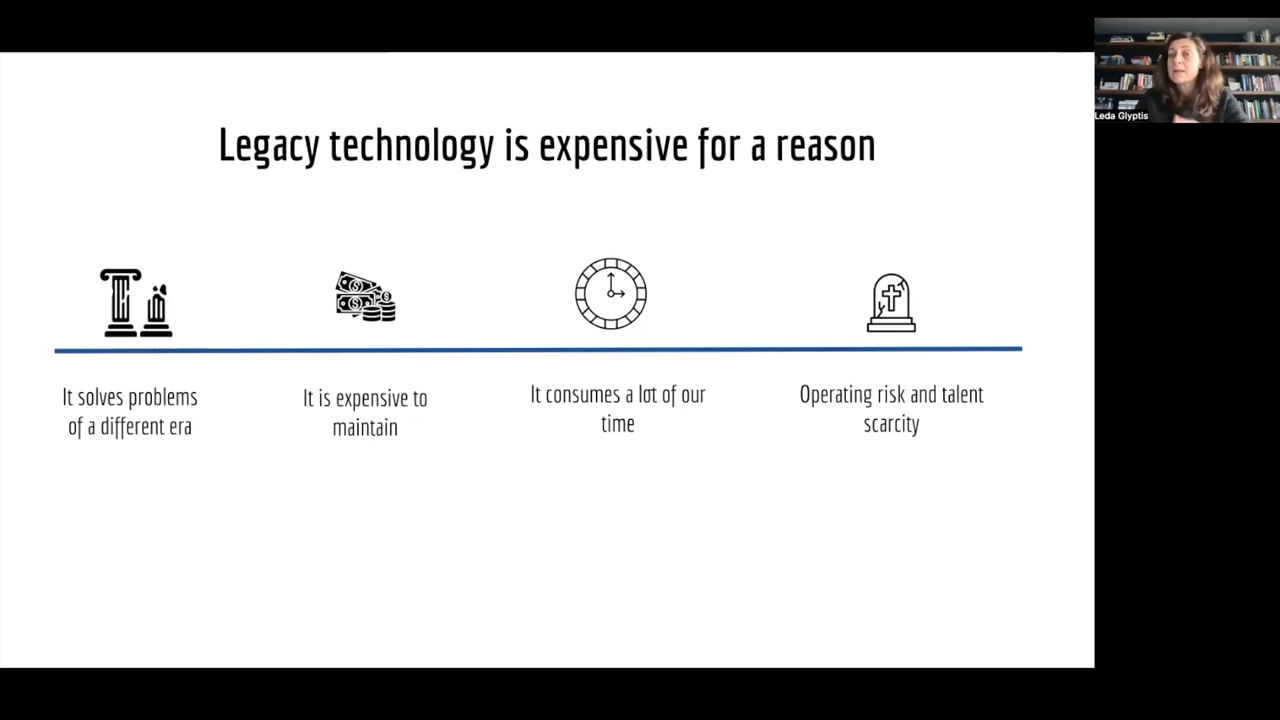 Legacy technology is expensive for a reason
It solves problems
of a different era
It is expensive to
maintain
It consumes a lot of our
time
Operating risk and talent
scarcity
Leda Glyptis